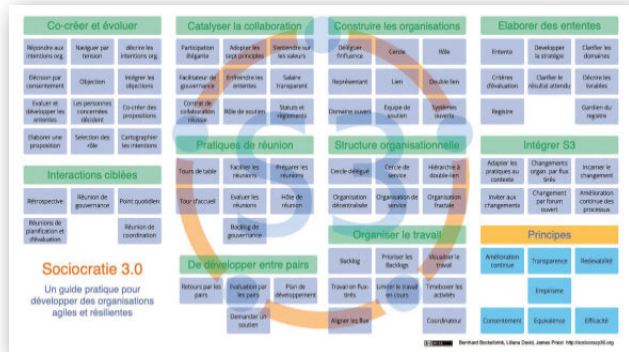 Co-créer et évoluer
Répondre aux
intentions org.
Naviguer par
tension
décrire les
intentions org.
Décision par
consentement
Objection
Intégrer les
objections
Evaluer et
développer les
ententes
Les personnes
concernées
décident
Co-créer des
propositions
Elaborer une
proposition
Selection des
rôle
Cartographier
les intentions
Interactions ciblées
Rétrospective
Réunion de
gouvernance
Point quotidien
Réunions de
planification et
d'évaluation
Réunion de
coordination
Sociocratie 3.0
Un guide pratique pour
développer des organisations
agiles et résilientes
Catalyser la collaboration
Participation
élégante
Adopter les
sept principes
S'entendre sur
les valeurs
Facilitateur de
gouvernance
Enfreindre les
ententes
Salaire
transparent
Contrat de
collaboration
réussie
Rôle de soutien
Statuts et
règlements
Pratiques de réunion
Tours de table
Faciliter les
réunions
Préparer les
réunions
Tour d'accueil
Evaluer les
réunions
Hôte de
réunion
Backlog de
gouvernance
De développer entre pairs
Retours par les
pairs
Evaluation par
les pairs
Plan de
développement
Demander un
soutien
Construire les organisations
Déléguer
l'influence
Cercle
Rôle
Représentant
Lien
Double lien
Domaine ouvert
Equipe de
soutien
Systèmes
ouverts
Structure organisationnelle
Cercle délégué
Cercle de
service
Hiérarchie à
double-lien
Organisation
décentralisée
Organisation de
service
Organisation
fractale
Organiser le travail
Backlog
Prioriser les
Backlogs
Visualiser le
travail
Travail en flux-
tirés
Limiter le travail
en cours
Timeboxer les
activités
Aligner les flux
Coordinateur
Elaborer des ententes
Entente
Developper
la stratégie
Clarifier les
domaines
Critères
d'évaluation
Clarifier le
résultat attendu
Décrire les
livrables
Registre
Gardien du
registre
Intégrer S3
Adapter les
pratiques au
contexte
Changements
organ. par flux
tirés
Incarner le
changement
Inviter aux
changements
Changement
par forum
ouvert
Amélioration
continue des
processus
Principes
Amélioration
continue
Transparence
Redevabilité
Empirisme
Consentement
Equivalence
Efficacité
S3
Bernhard Bockelbrink, Liliana David, James Priest http://sociocracy30.org